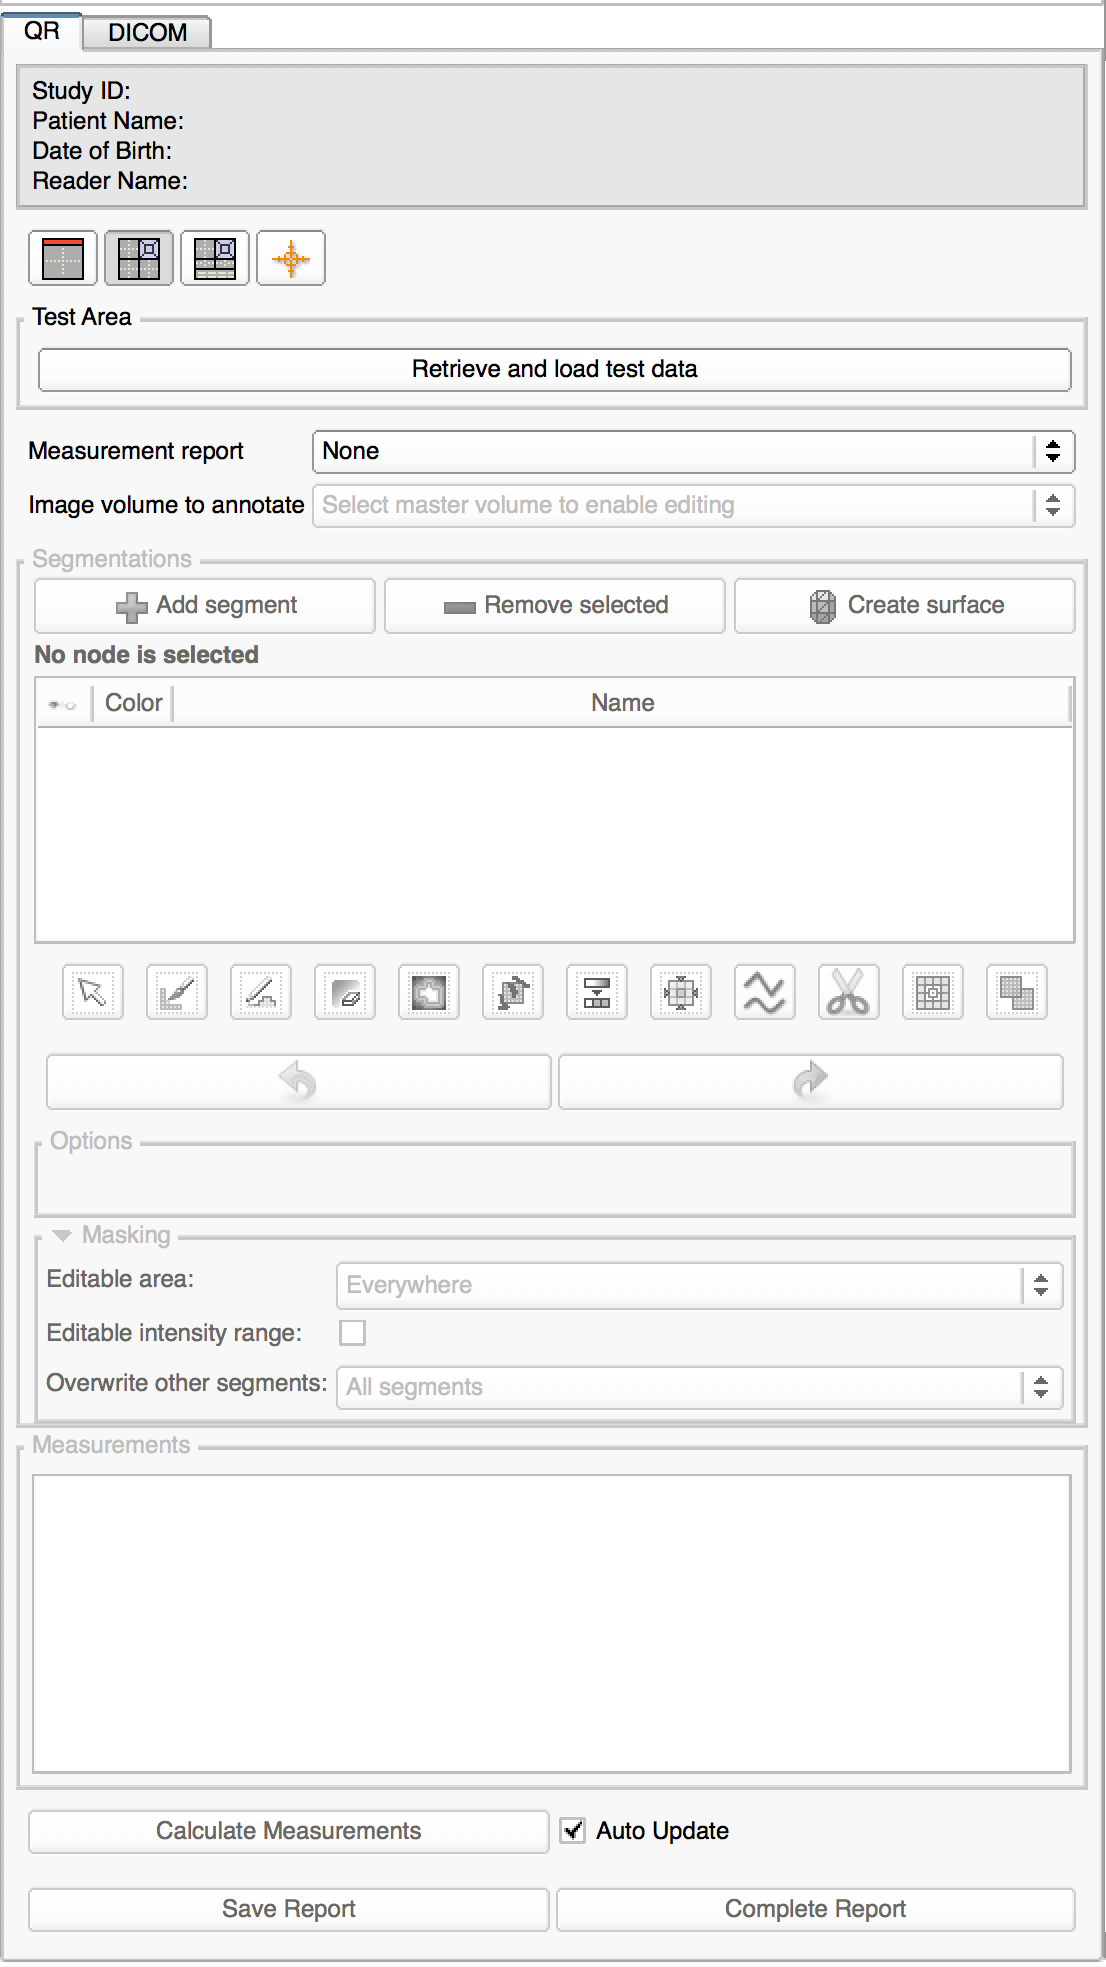 QR DICOM
Study ID:
Patient Name:
Date of Birth:
Reader Name:
Test Area
Retrieve and load test data
Measurement report None
Image volume to annotate Select master volume to enable editing
Segmentations
Add segment Remove selected Create surface
No node is selected
Color Name
Options
Masking
Editable area: Everywhere
Editable intensity range:
Overwrite other segments: All segments
Measurements
Calculate Measurements Auto Update
Save Report Complete Report